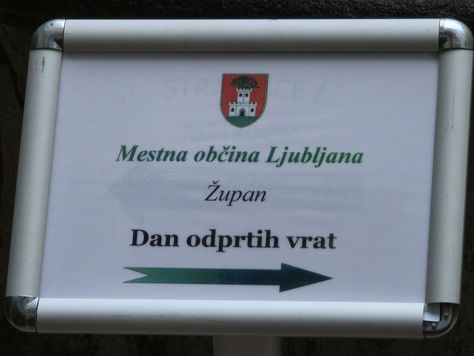 Mestna občina Ljubljana
Župan
Dan odprtih vrat